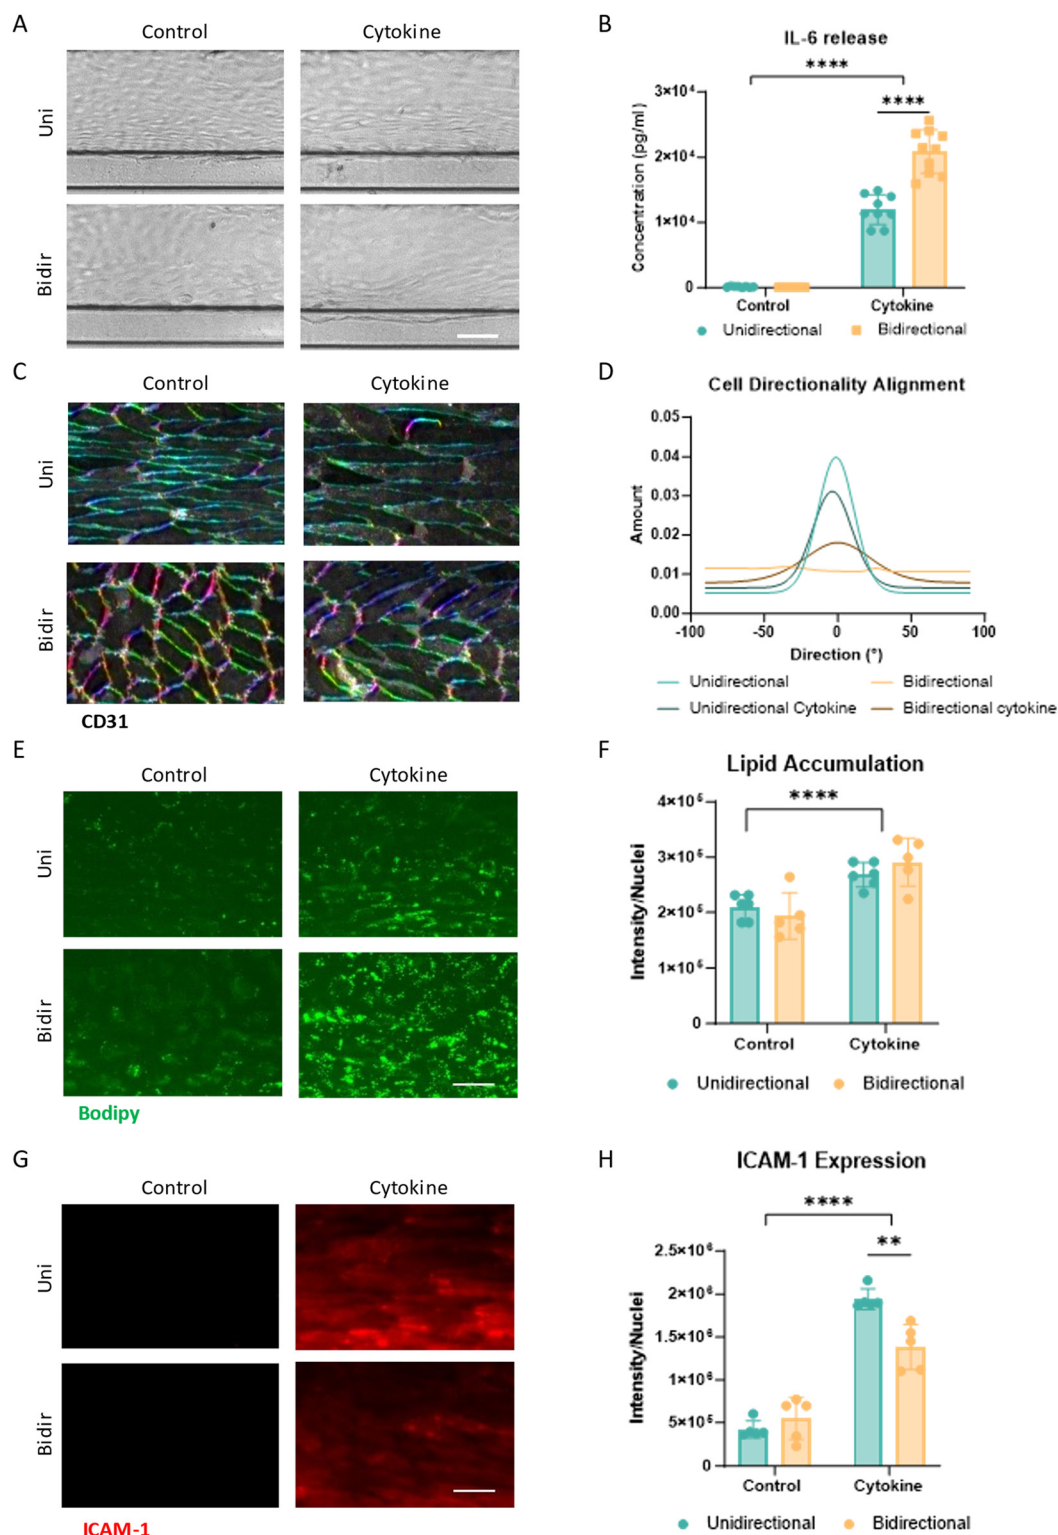 A
Control
Cytokine
Uni
Bidir
B
IL-6 release
****
****
Concentration (pg/ml)
3×10⁴
2×10⁴
1×10⁴
0
Control
Cytokine
Unidirectional
Bidirectional
C
Control
Cytokine
Uni
Bidir
CD31
D
Cell Directionality Alignment
Amount
0.05
0.04
0.03
0.02
0.01
0.00
-100
-50
0
50
100
Direction (°)
Unidirectional
Bidirectional
Unidirectional Cytokine
Bidirectional cytokine
E
Control
Cytokine
Uni
Bidir
Bodipy
F
Lipid Accumulation
****
Intensity/Nuclei
4×10⁵
3×10⁵
2×10⁵
1×10⁵
0
Control
Cytokine
Unidirectional
Bidirectional
G
Control
Cytokine
Uni
Bidir
ICAM-1
H
ICAM-1 Expression
****
**
Intensity/Nuclei
2.5×10⁶
2×10⁶
1.5×10⁶
1×10⁶
5×10⁵
0
Control
Cytokine
Unidirectional
Bidirectional